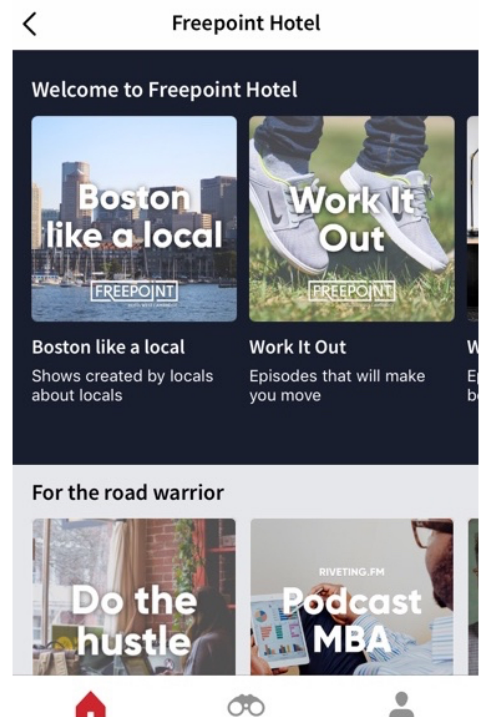 Freepoint Hotel
Welcome to Freepoint Hotel
Boston
like a local
FREEPOINT
Work It
Out
FREEPOINT
Boston like a local
Shows created by locals
about locals
Work It Out
Episodes that will make
you move
For the road warrior
Do the
hustle
RIVETING.FM
Podcast
MBA